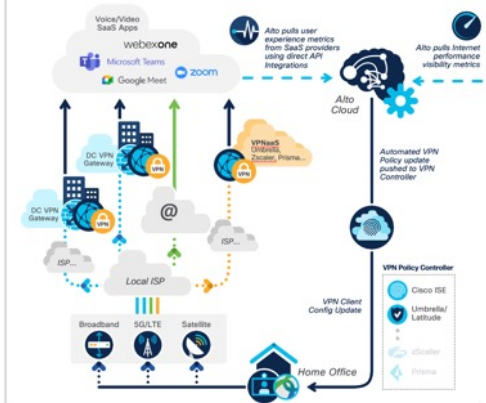 Voice/Video
SaaS Apps
webexone
Microsoft Teams
Google Meet
zoom
Alto pulls user
experience metrics
from SaaS providers
using direct API
Integrations
Alto pulls Internet
performance
visibility metrics
Alto
Cloud
DC VPN
Gateway
VPN
VPNaaS
Umbrella,
Zscaler, Prisma...
VPN
Automated VPN
Policy update
pushed to VPN
Controller
DC VPN
Gateway
VPN
@
ISP...
ISP...
Local ISP
VPN Policy Controller
Cisco ISE
Umbrella/
Latitude
zScaler
Prisma
VPN Client
Config Update
Broadband
5G/LTE
Satellite
Home Office